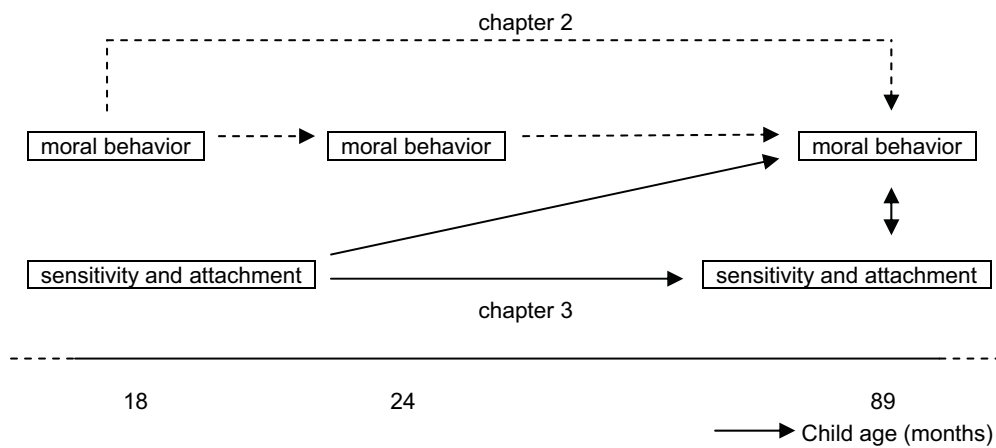 chapter 2
moral behavior moral behavior moral behavior
sensitivity and attachment sensitivity and attachment
chapter 3
18 24 89
Child age (months)